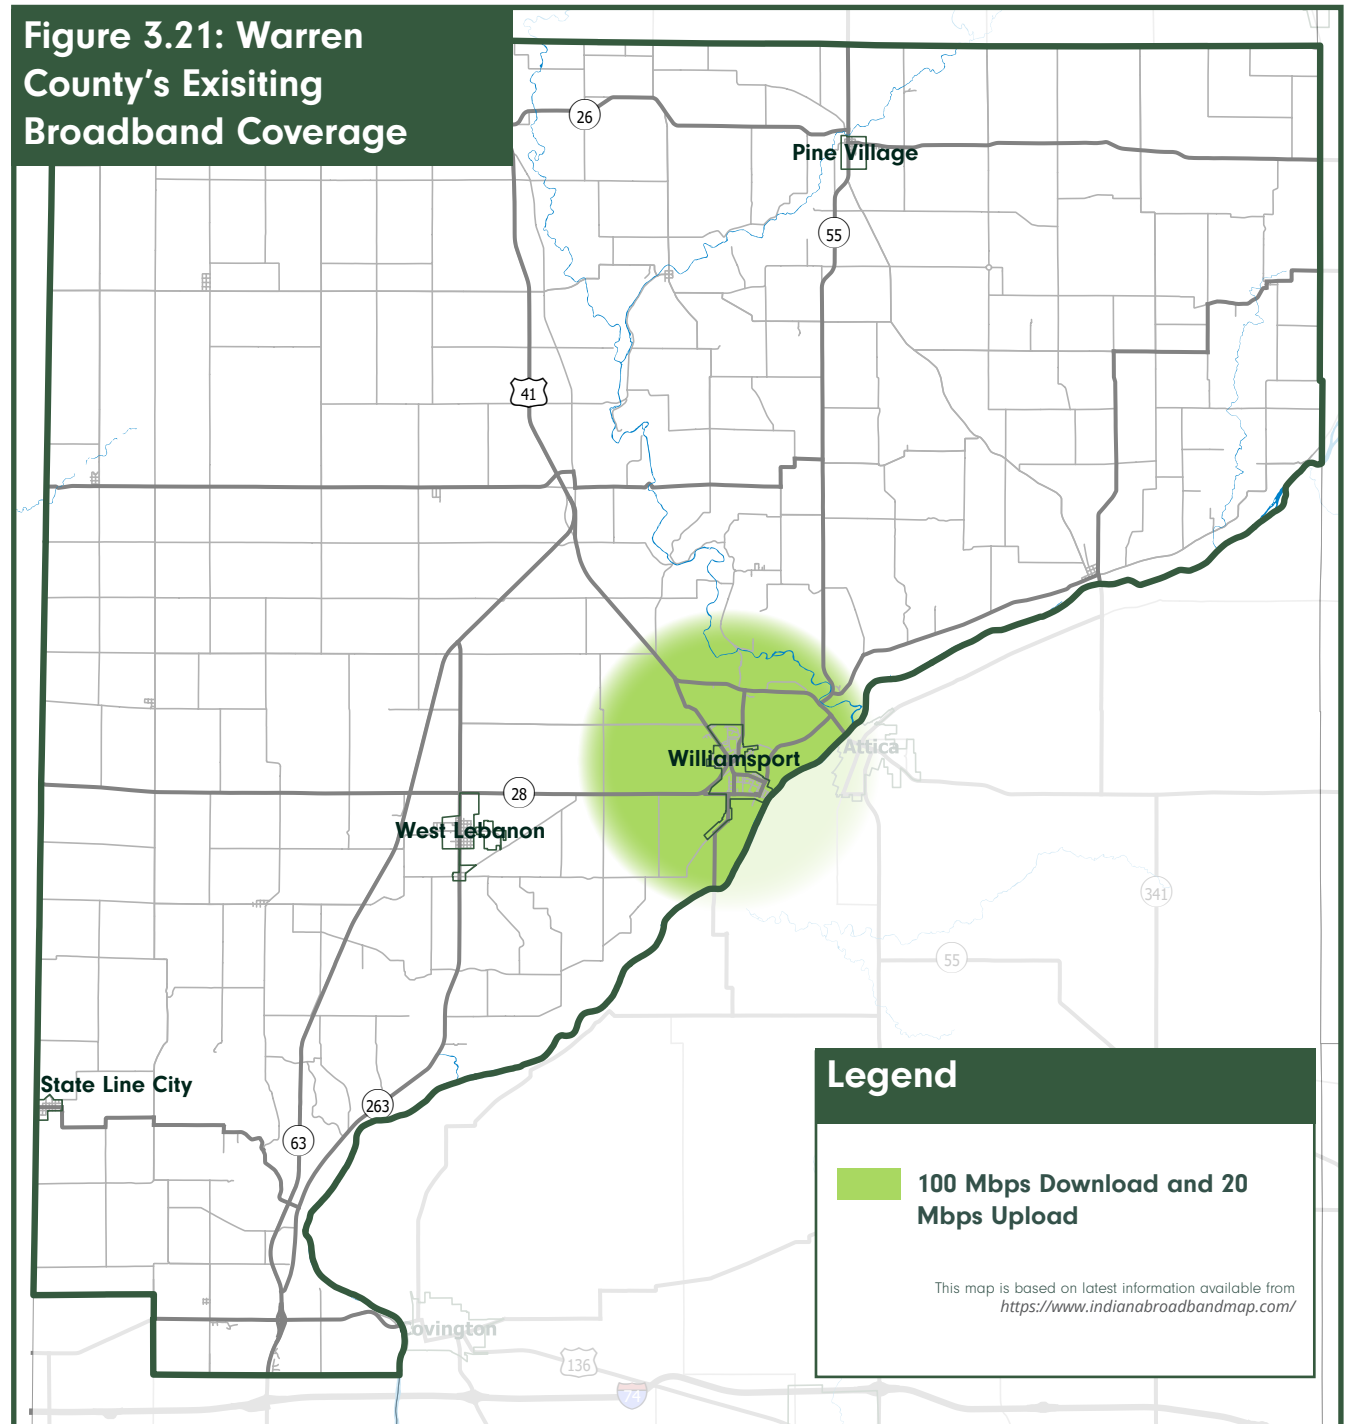 Figure 3.21: Warren
County's Exisiting
Broadband Coverage
26
Pine Village
55
41
Williamsport
Attica
28
West Lebanon
341
55
State Line City
263
63
Legend
100 Mbps Download and 20
Mbps Upload
This map is based on latest information available from
https://www.indianabroadbandmap.com/
Covington
136
74